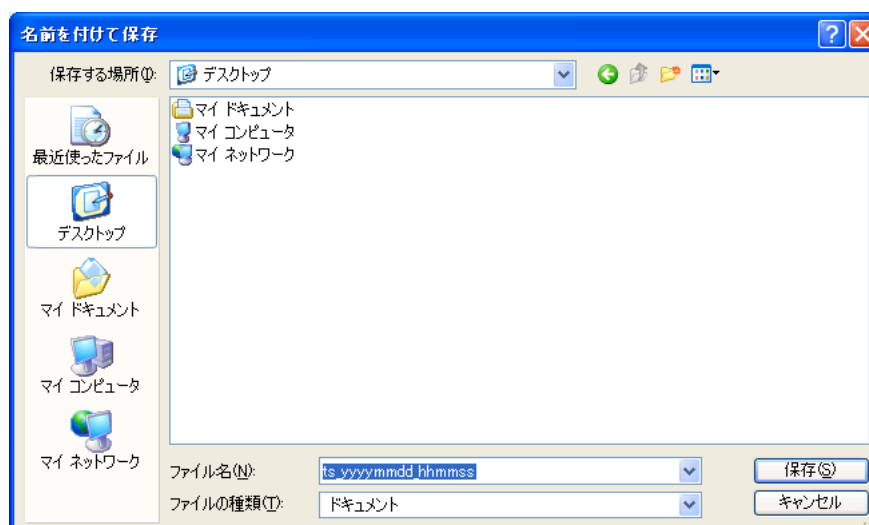 名前を付けて保存
保存する場所(I):
デスクトップ
マイ ドキュメント
マイ コンピュータ
マイ ネットワーク
最近使ったファイル
デスクトップ
マイ ドキュメント
マイ コンピュータ
マイ ネットワーク
ファイル名(N):
ts_yyyymmdd_hhmmss
保存(S)
ファイルの種類(T):
ドキュメント
キャンセル